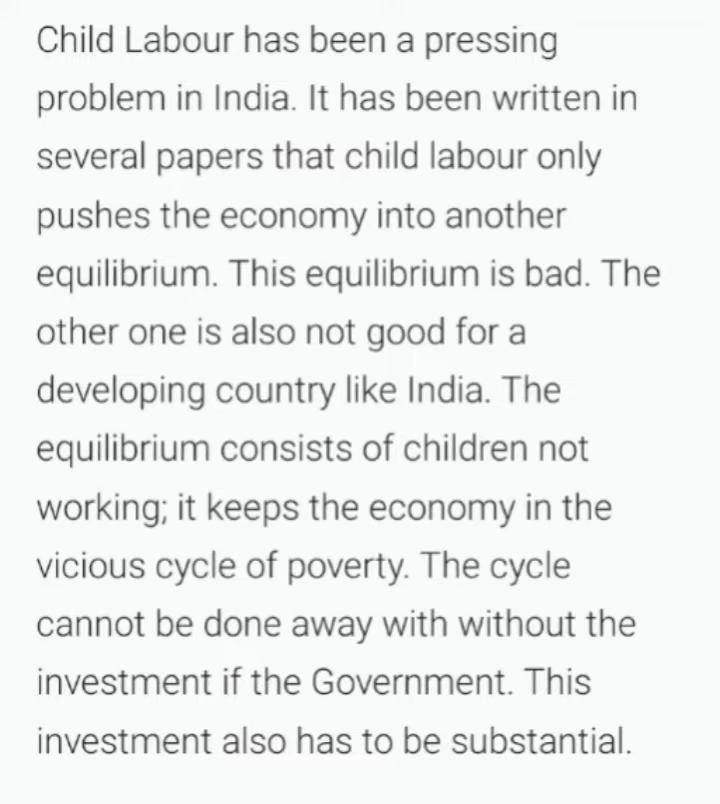 Child Labour has been a pressing
problem in India. It has been written in
several papers that child labour only
pushes the economy into another
equilibrium. This equilibrium is bad. The
other one is also not good for a
developing country like India. The
equilibrium consists of children not
working; it keeps the economy in the
vicious cycle of poverty. The cycle
cannot be done away with without the
investment if the Government. This
investment also has to be substantial.